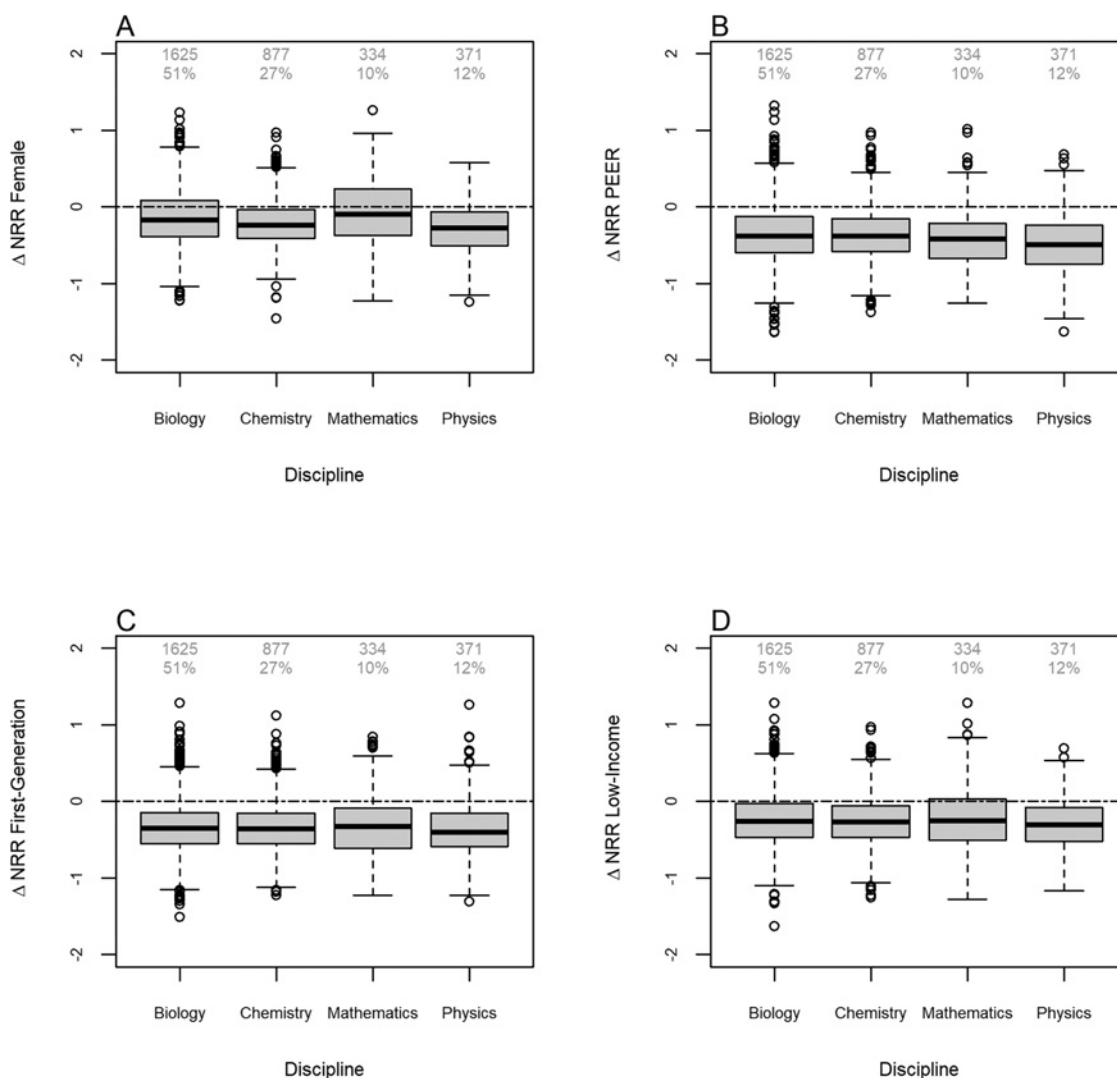 A
2
1
0
-1
-2
Δ NRR Female
1625 877 334 371
51% 27% 10% 12%
Biology Chemistry Mathematics Physics
Discipline
B
2
1
0
-1
-2
Δ NRR PEER
1625 877 334 371
51% 27% 10% 12%
Biology Chemistry Mathematics Physics
Discipline
C
2
1
0
-1
-2
Δ NRR First-Generation
1625 877 334 371
51% 27% 10% 12%
Biology Chemistry Mathematics Physics
Discipline
D
2
1
0
-1
-2
Δ NRR Low-Income
1625 877 334 371
51% 27% 10% 12%
Biology Chemistry Mathematics Physics
Discipline